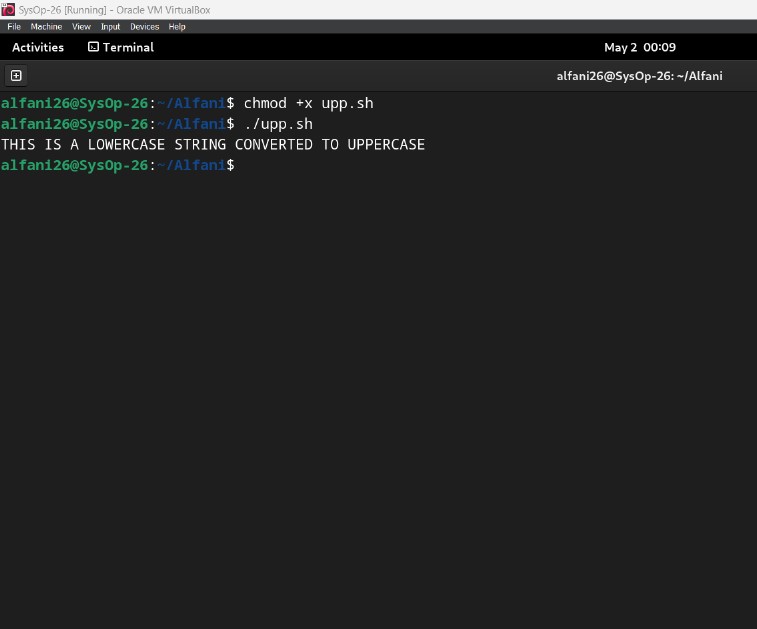 SysOp-26 [Running] - Oracle VM VirtualBox
File Machine View Input Devices Help
Activities Terminal May 2 00:09
alfani26@SysOp-26: ~/Alfani
alfani26@SysOp-26:~/Alfani$ chmod +x upp.sh
alfani26@SysOp-26:~/Alfani$ ./upp.sh
THIS IS A LOWERCASE STRING CONVERTED TO UPPERCASE
alfani26@SysOp-26:~/Alfani$